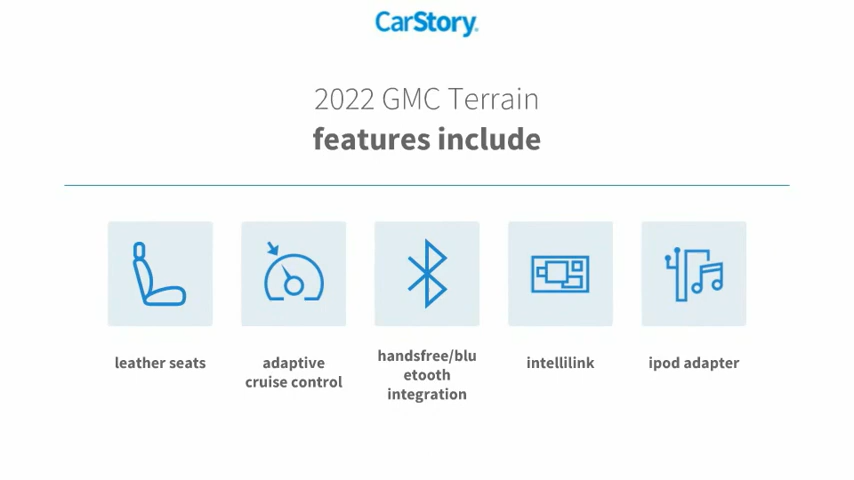 CarStory
2022 GMC Terrain
features include
leather seats
adaptive
cruise control
handsfree/blu
etooth
integration
intellilink
ipod adapter